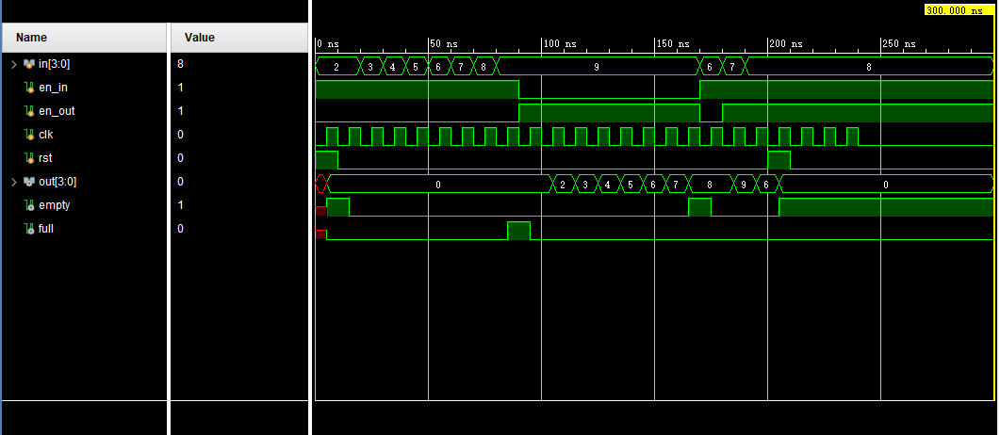 300.000 ns
Name Value
0 ns 50 ns 100 ns 150 ns 200 ns 250 ns
in[3:0] 8 2 3 4 5 6 7 8 9 6 7 8
en_in 1
en_out 1
clk 0
rst 0
out[3:0] 0 0 2 3 4 5 6 7 8 9 6 0
empty 1
full 0